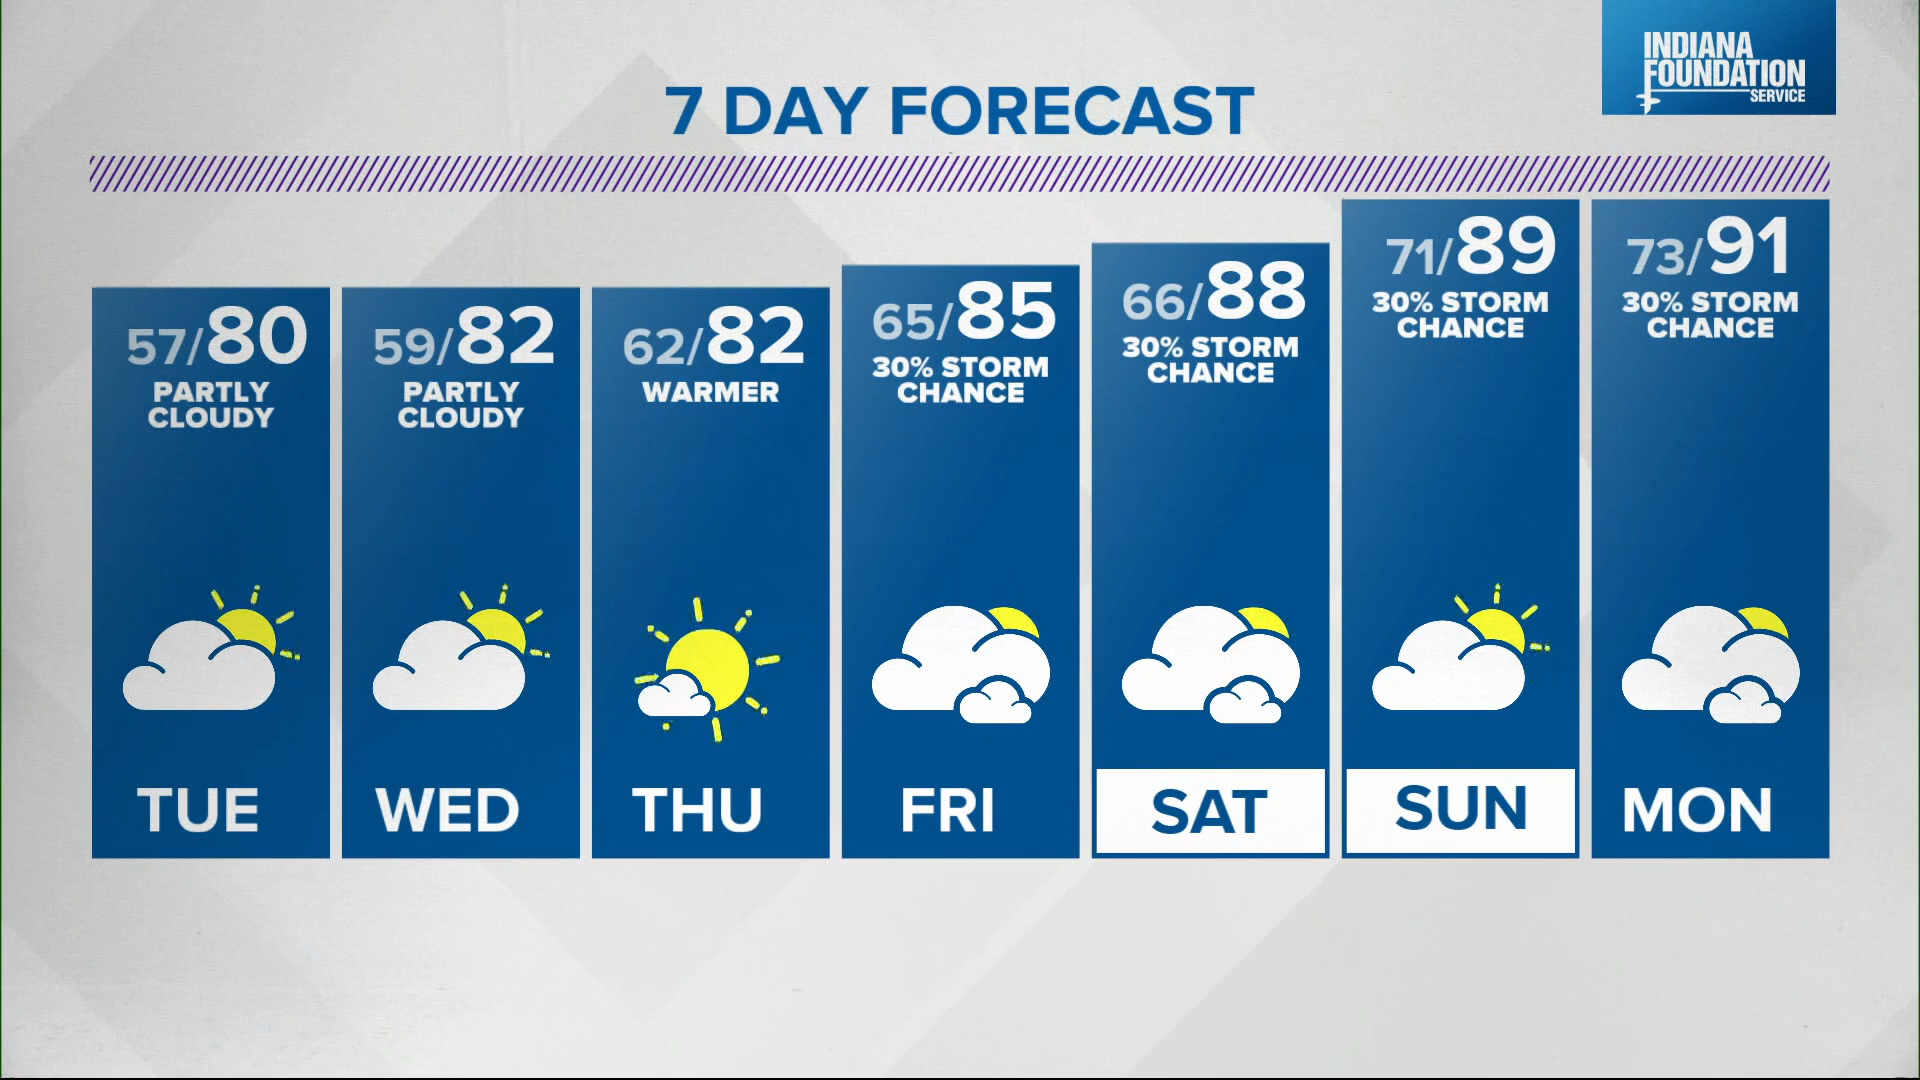 INDIANA
FOUNDATION
SERVICE
7 DAY FORECAST
57/80
PARTLY
CLOUDY
TUE
59/82
PARTLY
CLOUDY
WED
62/82
WARMER
THU
65/85
30% STORM
CHANCE
FRI
66/88
30% STORM
CHANCE
SAT
71/89
30% STORM
CHANCE
SUN
73/91
30% STORM
CHANCE
MON